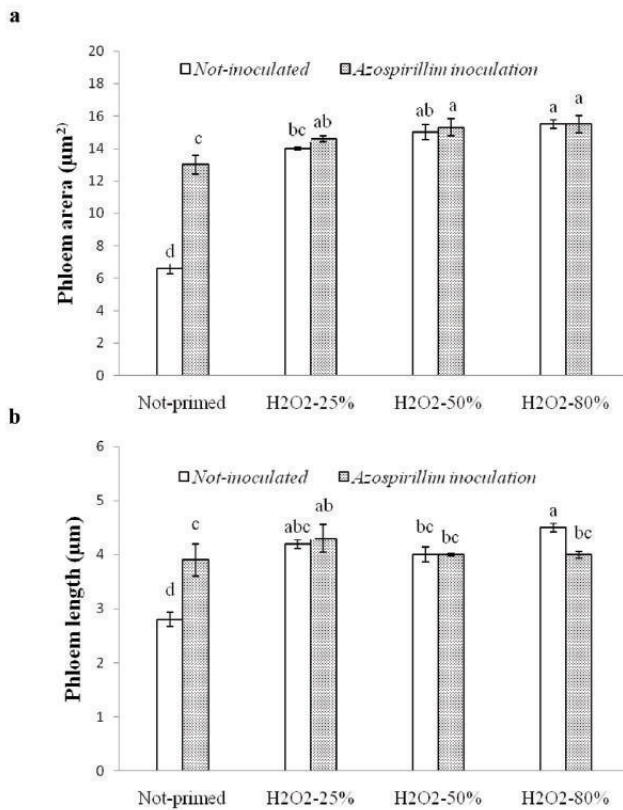 a
Not-inoculated Azospirillim inoculation
Phloem arera (µm²)
20
18
16
14
12
10
8
6
4
2
0
d c bc ab ab a a a
Not-primed H2O2-25% H2O2-50% H2O2-80%
b
Not-inoculated Azospirillim inoculation
Phloem length (µm)
6
5
4
3
2
1
0
d c abc ab bc bc a bc
Not-primed H2O2-25% H2O2-50% H2O2-80%